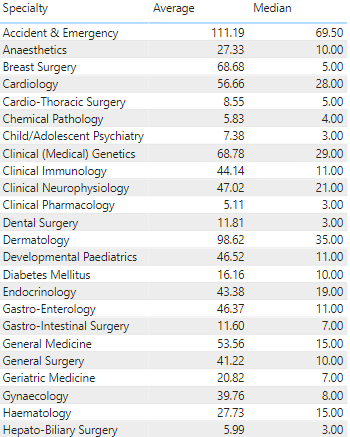 Specialty Average Median
Accident & Emergency 111.19 69.50
Anaesthetics 27.33 10.00
Breast Surgery 68.68 5.00
Cardiology 56.66 28.00
Cardio-Thoracic Surgery 8.55 5.00
Chemical Pathology 5.83 4.00
Child/Adolescent Psychiatry 7.38 3.00
Clinical (Medical) Genetics 68.78 29.00
Clinical Immunology 44.14 11.00
Clinical Neurophysiology 47.02 21.00
Clinical Pharmacology 5.11 3.00
Dental Surgery 11.81 3.00
Dermatology 98.62 35.00
Developmental Paediatrics 46.52 11.00
Diabetes Mellitus 16.16 10.00
Endocrinology 43.38 19.00
Gastro-Enterology 46.37 11.00
Gastro-Intestinal Surgery 11.60 7.00
General Medicine 53.56 15.00
General Surgery 41.22 10.00
Geriatric Medicine 20.82 7.00
Gynaecology 39.76 8.00
Haematology 27.73 15.00
Hepato-Biliary Surgery 5.99 3.00